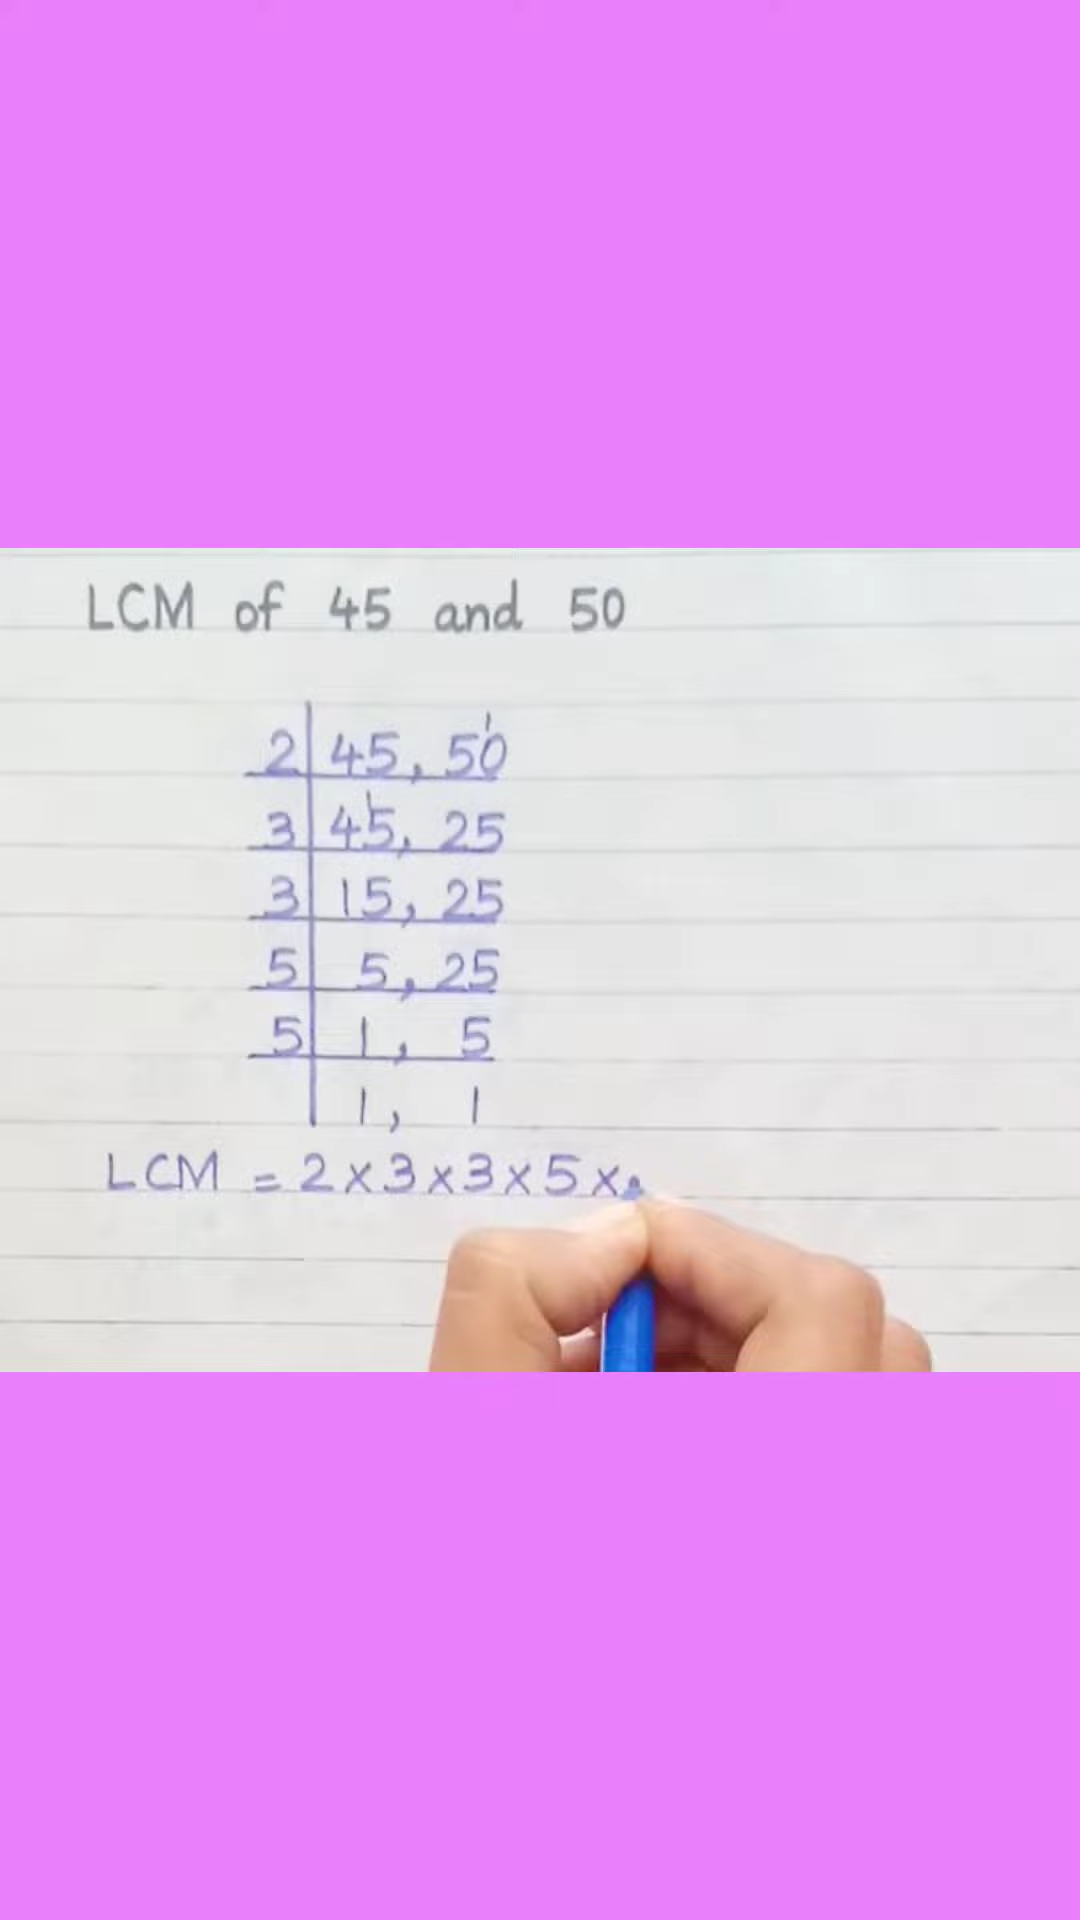 LCM of 45 and 50
2 45, 50
3 45, 25
3 15, 25
5 5, 25
5 1, 5
1, 1
LCM = 2 x 3 x 3 x 5 x